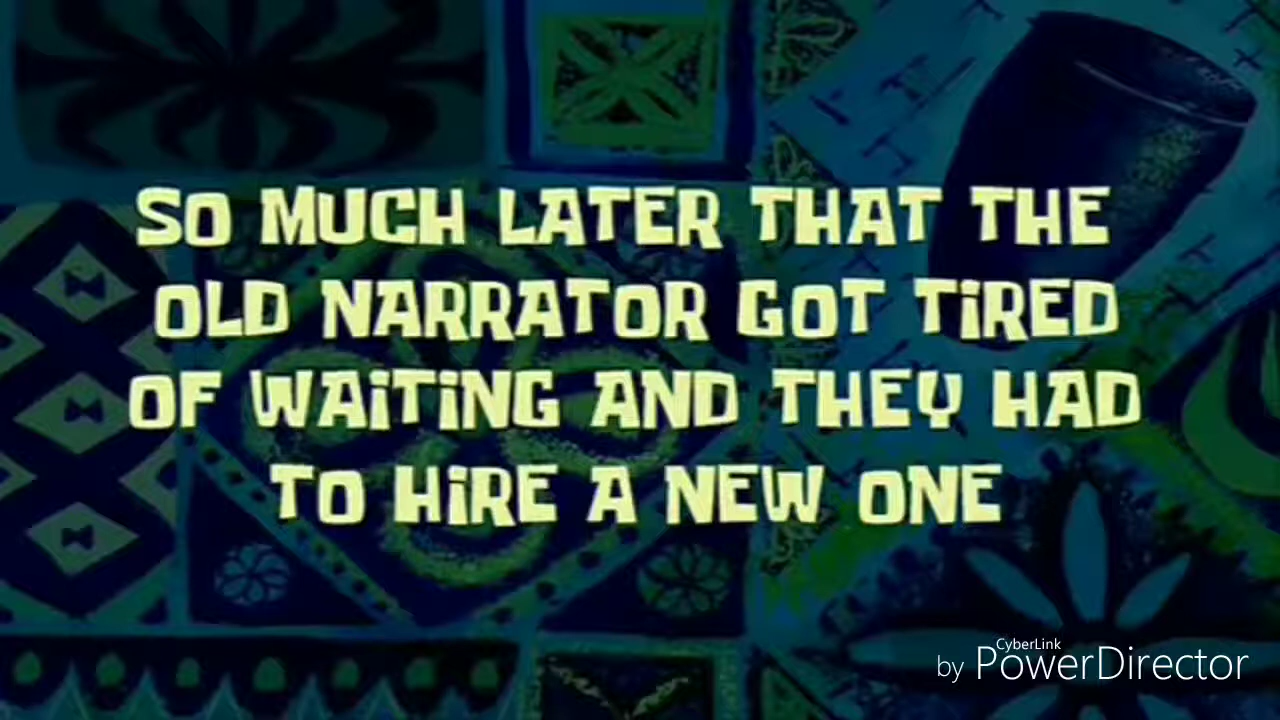 SO MUCH LATER THAT THE
OLD NARRATOR GOT TiRED
OF WAiTiNG AND THEY HAD
TO HiRE A NEW ONE
CyberLink
by PowerDirector